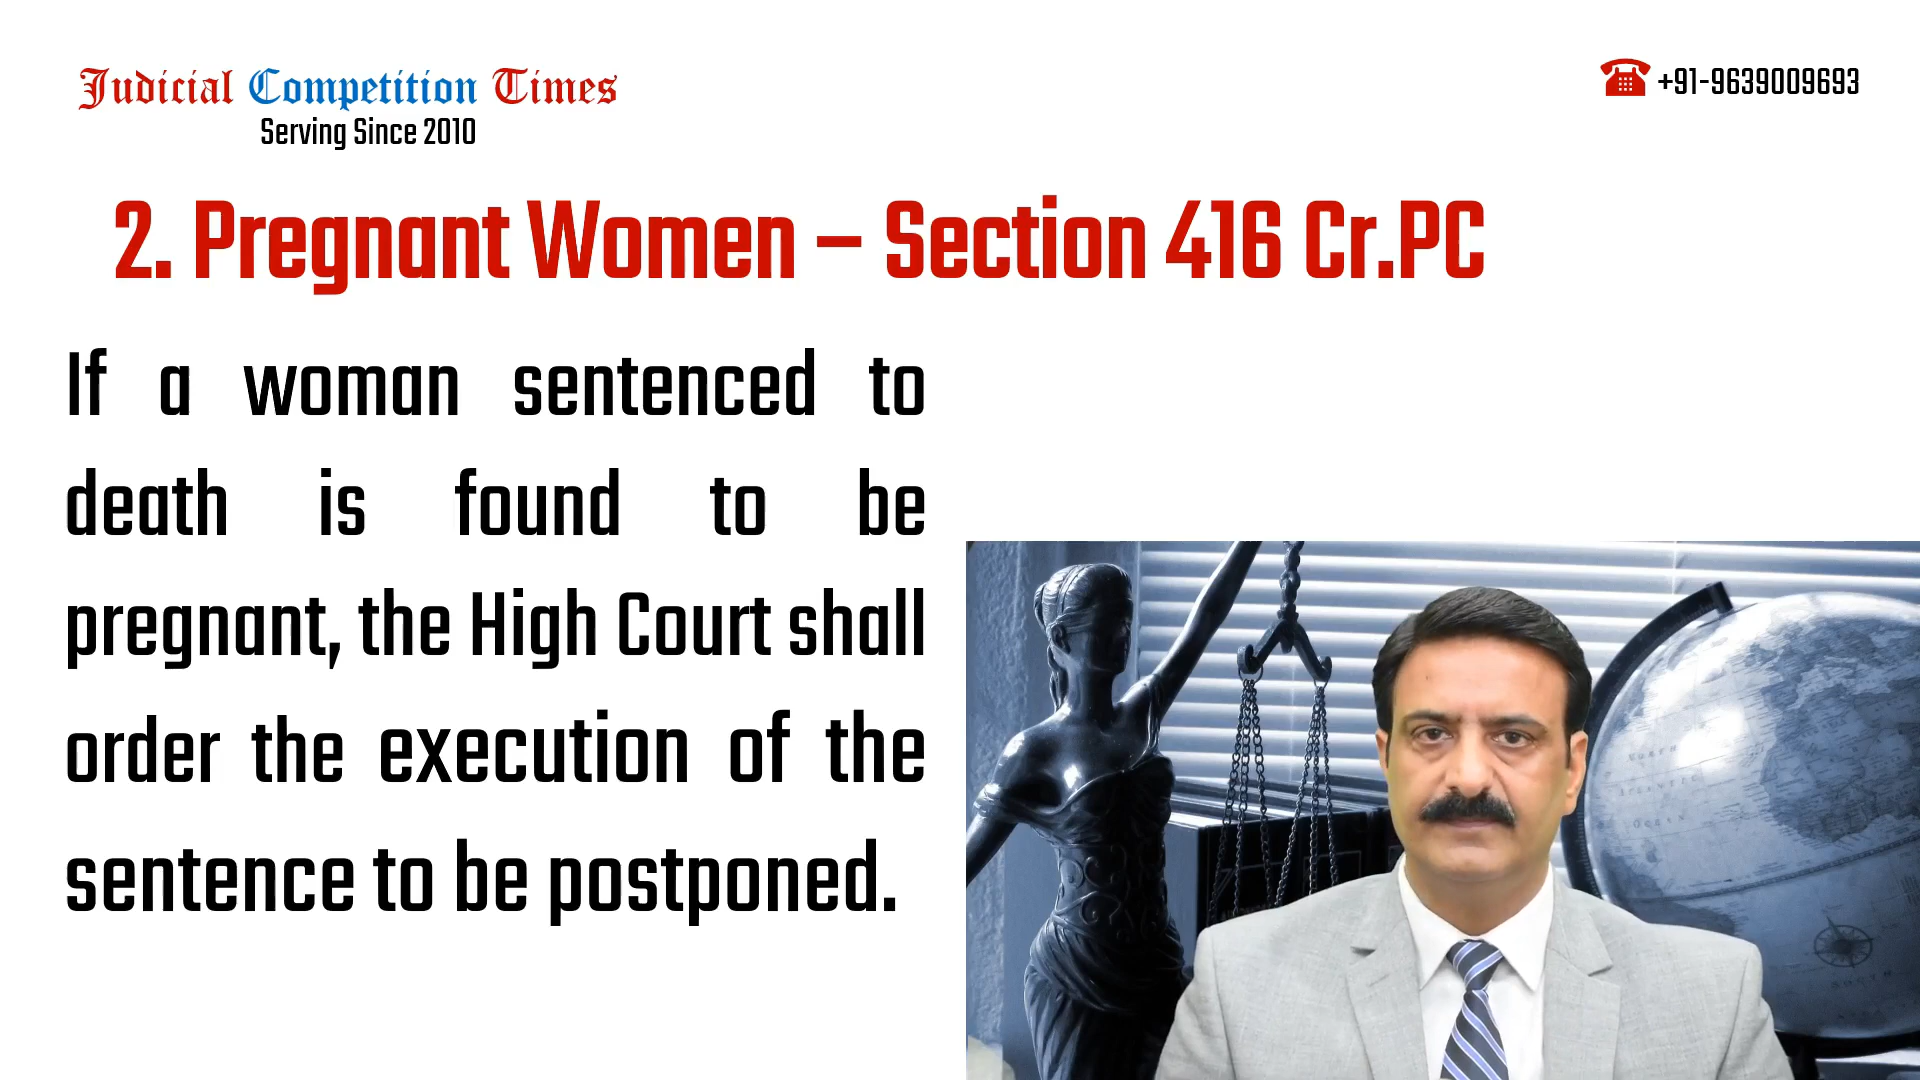 Judicial Competition Times
Serving Since 2010
+91-9639009693
2. Pregnant Women – Section 416 Cr.PC
If a woman sentenced to
death is found to be
pregnant, the High Court shall
order the execution of the
sentence to be postponed.